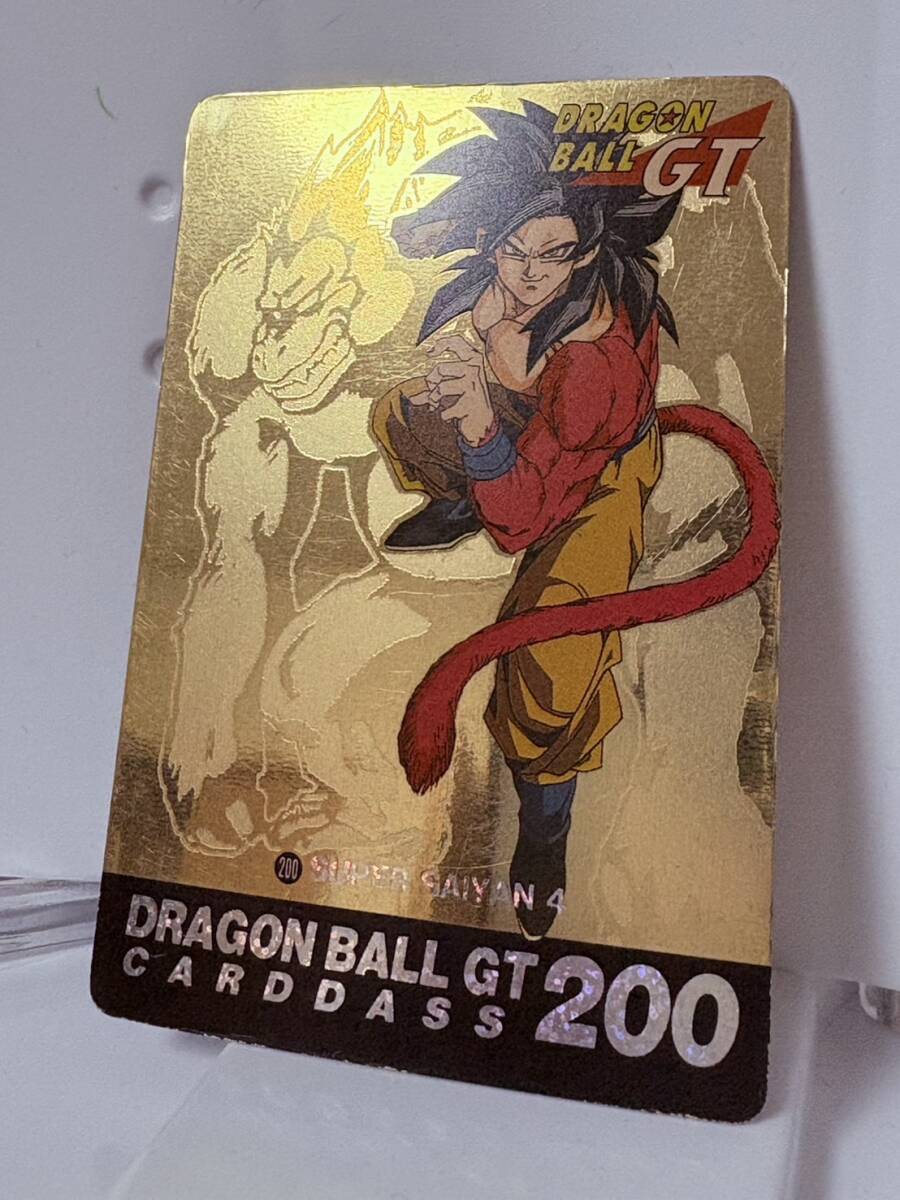 DRAGON
BALL GT
200 SUPER SAIYAN 4
DRAGON BALL GT 200
CARDDASS